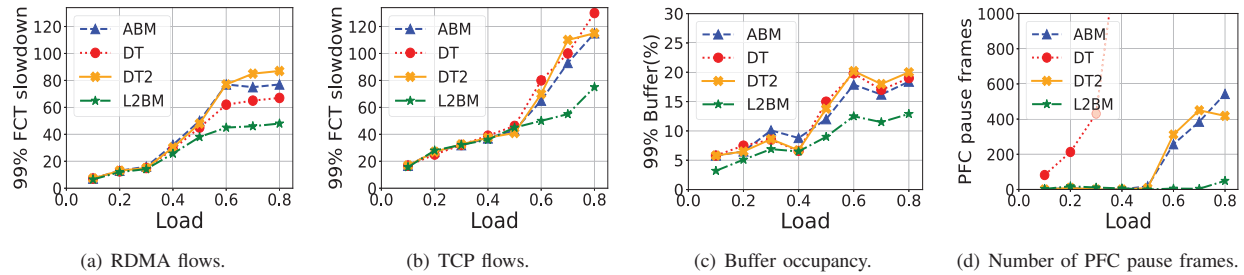 99% FCT slowdown
120
100
80
60
40
20
0
ABM
DT
DT2
L2BM
0.0 0.2 0.4 0.6 0.8
Load
(a) RDMA flows.
99% FCT slowdown
120
100
80
60
40
20
0
ABM
DT
DT2
L2BM
0.0 0.2 0.4 0.6 0.8
Load
(b) TCP flows.
99% Buffer(%)
30
25
20
15
10
5
0
ABM
DT
DT2
L2BM
0.0 0.2 0.4 0.6 0.8
Load
(c) Buffer occupancy.
PFC pause frames
1000
800
600
400
200
0
ABM
DT
DT2
L2BM
0.0 0.2 0.4 0.6 0.8
Load
(d) Number of PFC pause frames.